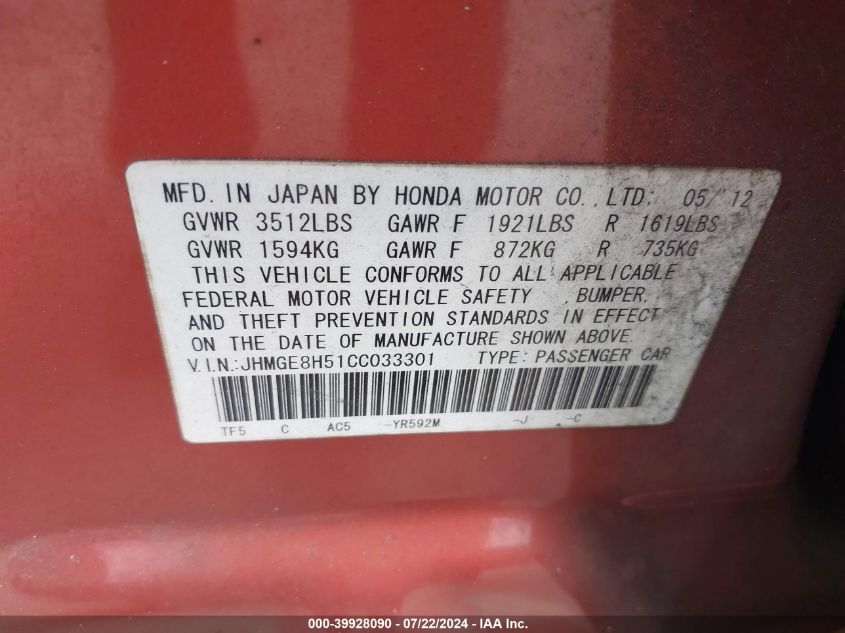 MFD. IN JAPAN BY HONDA MOTOR CO., LTD. 05/'12
GVWR 3512LBS GAWR F 1921LBS R 1619LBS
GVWR 1594KG GAWR F 872KG R 735KG
THIS VEHICLE CONFORMS TO ALL APPLICABLE
FEDERAL MOTOR VEHICLE SAFETY , BUMPER,
AND THEFT PREVENTION STANDARDS IN EFFECT
ON THE DATE OF MANUFACTURE SHOWN ABOVE.
V.I.N.:JHMGE8H51CC033301 TYPE: PASSENGER CAR
TF5 C AC5 -YR592M -J -C
000-39928090 - 07/22/2024 - IAA Inc.